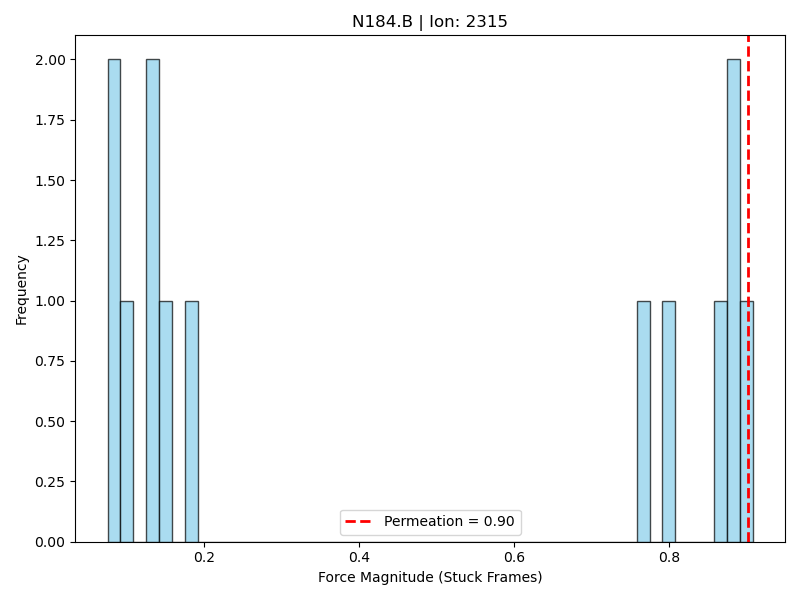 N184.B | Ion: 2315
2.00
1.75
1.50
1.25
1.00
0.75
0.50
0.25
0.00
Frequency
Permeation = 0.90
0.2 0.4 0.6 0.8
Force Magnitude (Stuck Frames)